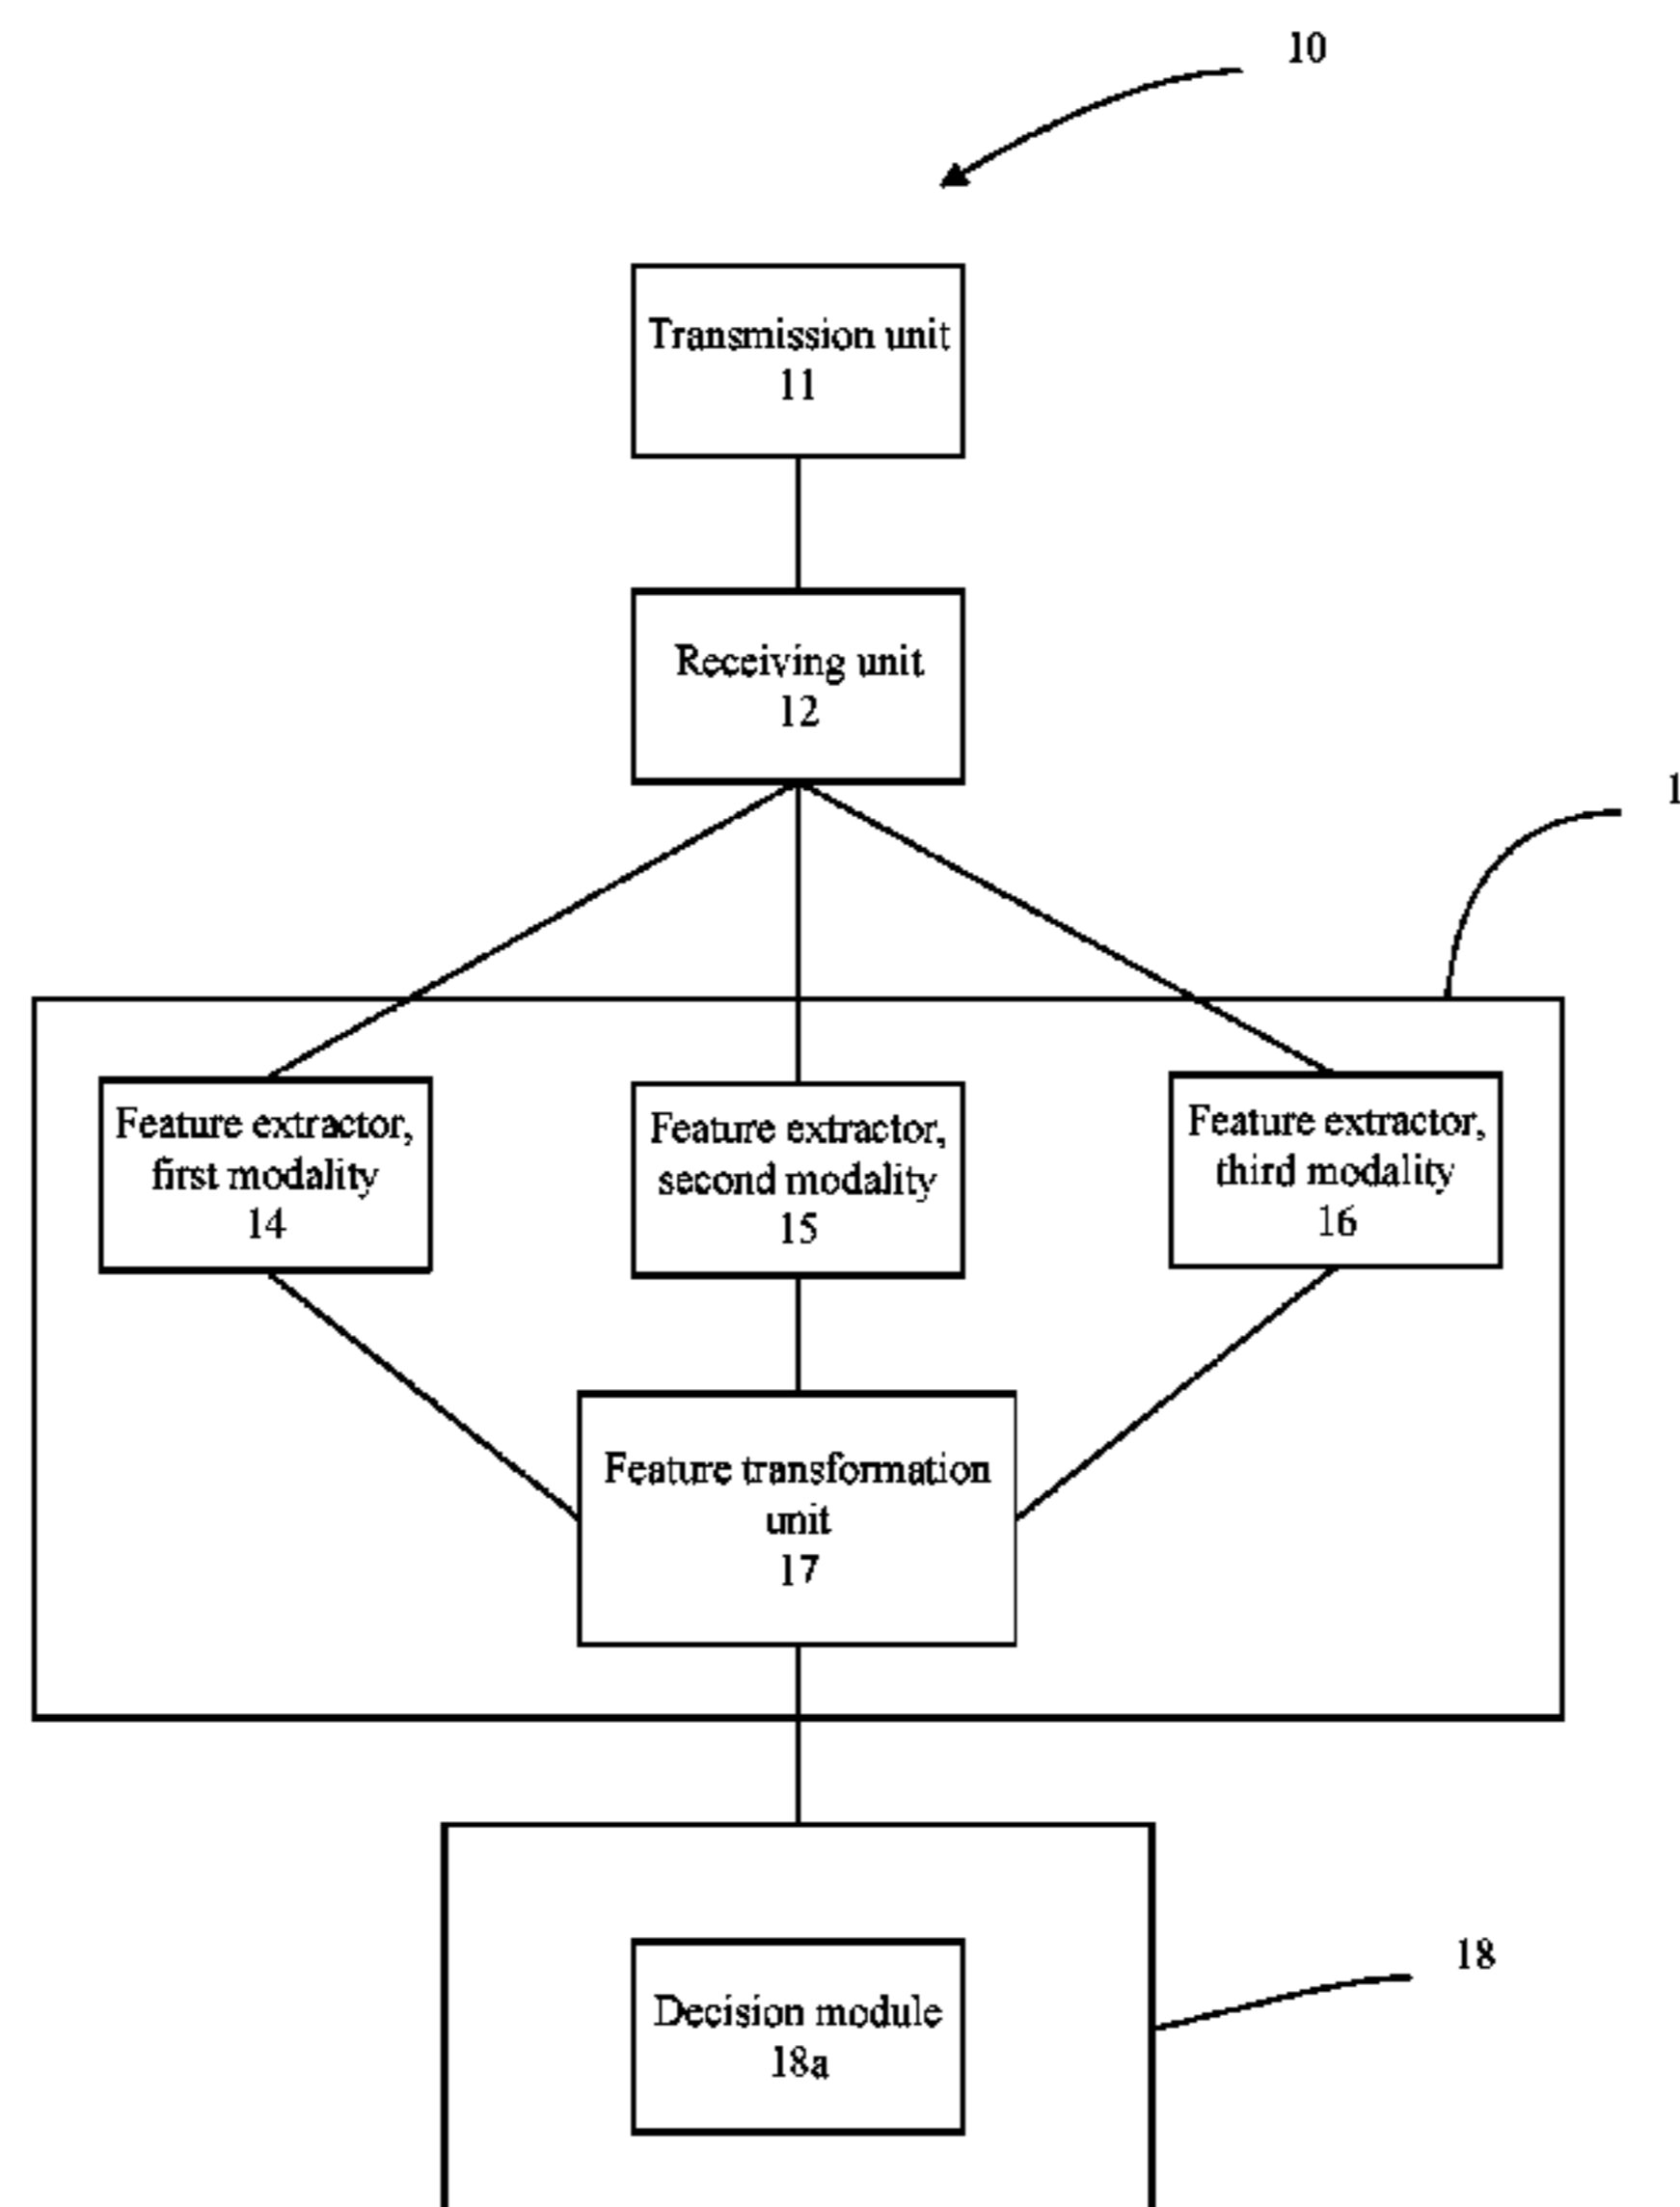 10
Transmission unit
11
Receiving unit
12
1
Feature extractor,
first modality
14
Feature extractor,
second modality
15
Feature extractor,
third modality
16
Feature transformation
unit
17
18
Decision module
18a